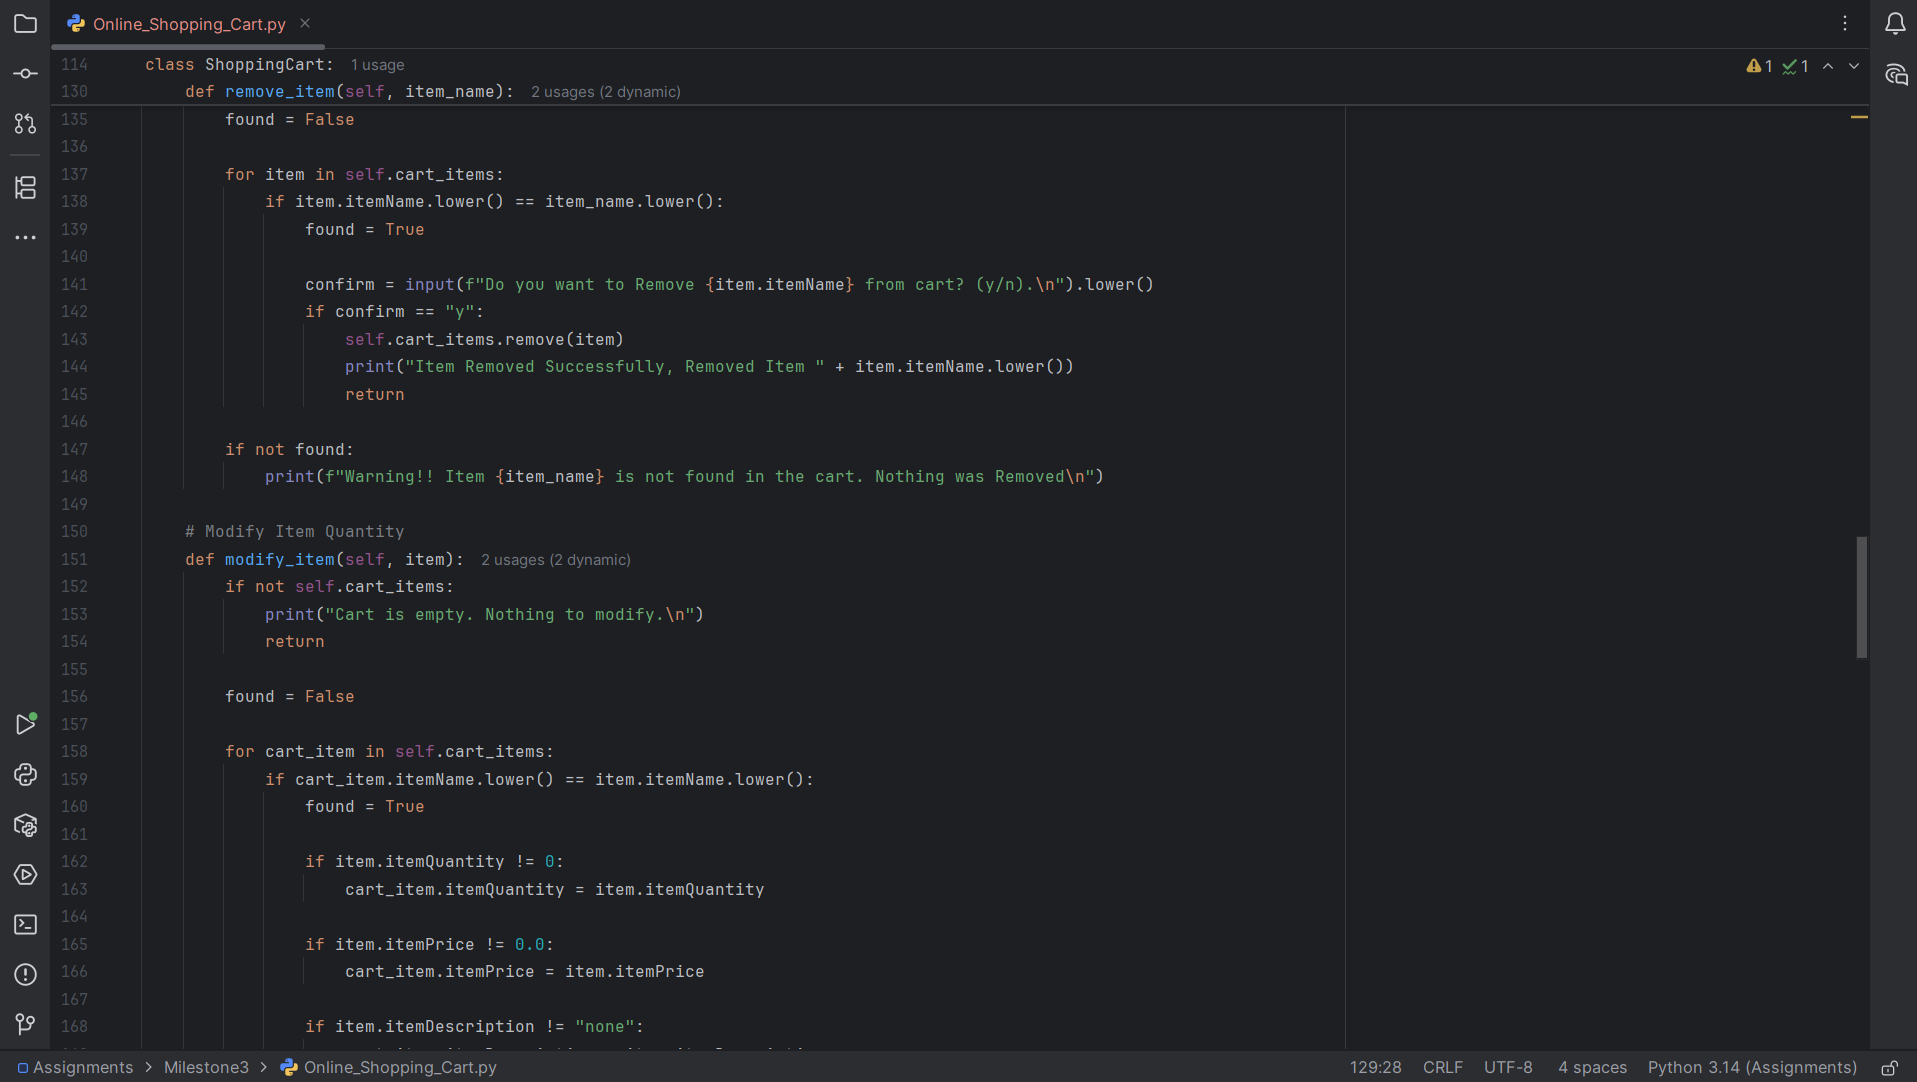 Online_Shopping_Cart.py
114 class ShoppingCart: 1 usage
1 1
130 def remove_item(self, item_name): 2 usages (2 dynamic)
135 found = False
136
137 for item in self.cart_items:
138 if item.itemName.lower() == item_name.lower():
139 found = True
140
141 confirm = input(f"Do you want to Remove {item.itemName} from cart? (y/n).\n").lower()
142 if confirm == "y":
143 self.cart_items.remove(item)
144 print("Item Removed Successfully, Removed Item " + item.itemName.lower())
145 return
146
147 if not found:
148 print(f"Warning!! Item {item_name} is not found in the cart. Nothing was Removed\n")
149
150 # Modify Item Quantity
151 def modify_item(self, item): 2 usages (2 dynamic)
152 if not self.cart_items:
153 print("Cart is empty. Nothing to modify.\n")
154 return
155
156 found = False
157
158 for cart_item in self.cart_items:
159 if cart_item.itemName.lower() == item.itemName.lower():
160 found = True
161
162 if item.itemQuantity != 0:
163 cart_item.itemQuantity = item.itemQuantity
164
165 if item.itemPrice != 0.0:
166 cart_item.itemPrice = item.itemPrice
167
168 if item.itemDescription != "none":
Assignments > Milestone3 > Online_Shopping_Cart.py 129:28 CRLF UTF-8 4 spaces Python 3.14 (Assignments)